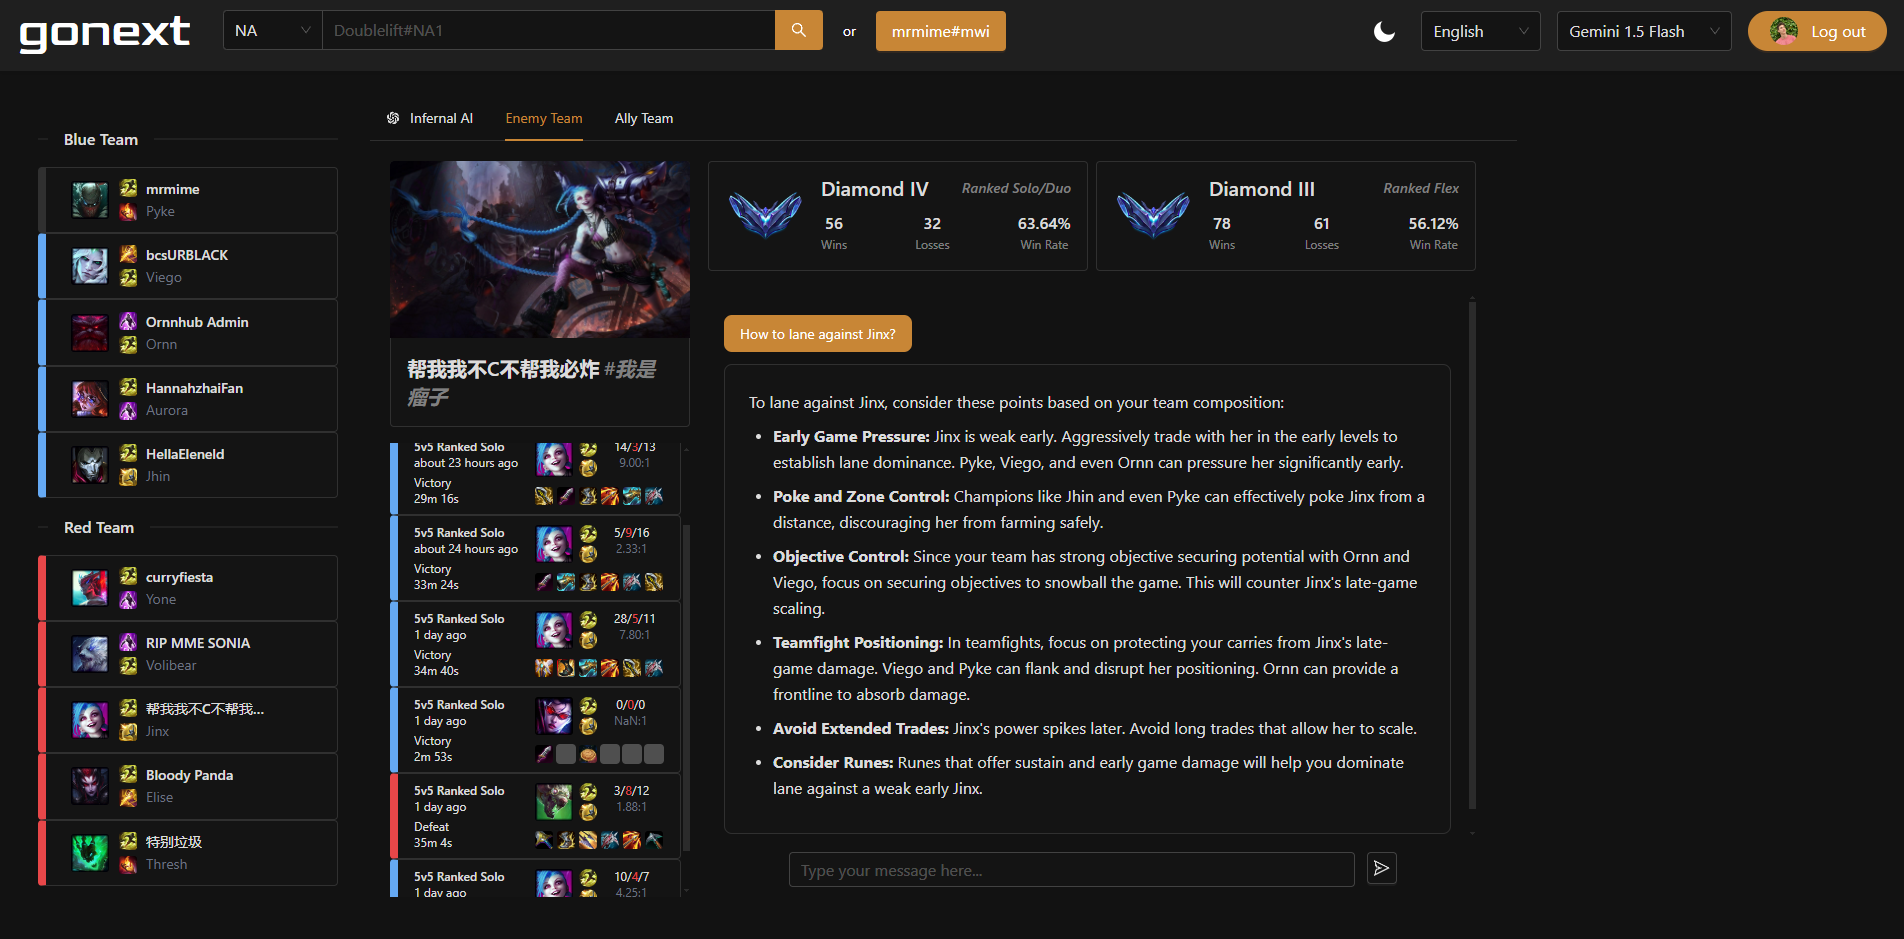 gonext
NA
Doublelift#NA1
or
mrmime#mwi
English
Gemini 1.5 Flash
Log out
Infernal AI
Enemy Team
Ally Team
Blue Team
mrmime
Pyke
bcsURBLACK
Viego
Ornnhub Admin
Ornn
HannahzhaiFan
Aurora
HellaEleneld
Jhin
Red Team
curryfiesta
Yone
RIP MME SONIA
Volibear
帮我我不C不帮我...
Jinx
Bloody Panda
Elise
特别垃圾
Thresh
帮我我不C不帮我必炸 #我是
瘤子
5v5 Ranked Solo
14/3/13
about 23 hours ago
9.00:1
Victory
29m 16s
5v5 Ranked Solo
5/9/16
about 24 hours ago
2.33:1
Victory
33m 24s
5v5 Ranked Solo
28/5/11
1 day ago
7.80:1
Victory
34m 40s
5v5 Ranked Solo
0/0/0
1 day ago
NaN:1
Victory
2m 53s
5v5 Ranked Solo
3/8/12
1 day ago
1.88:1
Defeat
35m 4s
5v5 Ranked Solo
10/4/7
1 day ago
4.25:1
Diamond IV
Ranked Solo/Duo
56
32
63.64%
Wins
Losses
Win Rate
Diamond III
Ranked Flex
78
61
56.12%
Wins
Losses
Win Rate
How to lane against Jinx?
To lane against Jinx, consider these points based on your team composition:
• Early Game Pressure: Jinx is weak early. Aggressively trade with her in the early levels to
establish lane dominance. Pyke, Viego, and even Ornn can pressure her significantly early.
• Poke and Zone Control: Champions like Jhin and even Pyke can effectively poke Jinx from a
distance, discouraging her from farming safely.
• Objective Control: Since your team has strong objective securing potential with Ornn and
Viego, focus on securing objectives to snowball the game. This will counter Jinx's late-game
scaling.
• Teamfight Positioning: In teamfights, focus on protecting your carries from Jinx's late-
game damage. Viego and Pyke can flank and disrupt her positioning. Ornn can provide a
frontline to absorb damage.
• Avoid Extended Trades: Jinx's power spikes later. Avoid long trades that allow her to scale.
• Consider Runes: Runes that offer sustain and early game damage will help you dominate
lane against a weak early Jinx.
Type your message here...